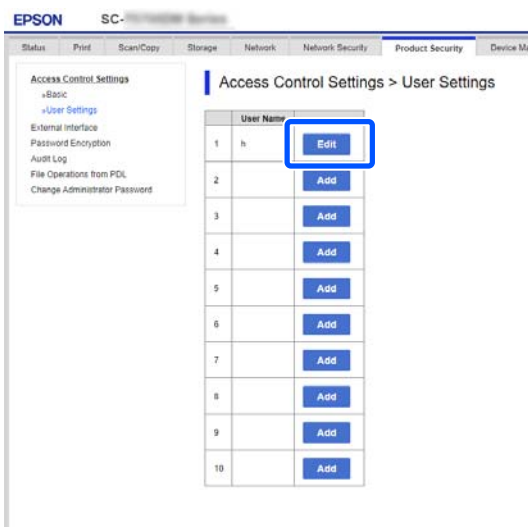 EPSON SC-
Status Print Scan/Copy Storage Network Network Security Product Security Device Ma
Access Control Settings
»Basic
»User Settings
External Interface
Password Encryption
Audit Log
File Operations from PDL
Change Administrator Password
Access Control Settings > User Settings
User Name
1 h Edit
2 Add
3 Add
4 Add
5 Add
6 Add
7 Add
8 Add
9 Add
10 Add